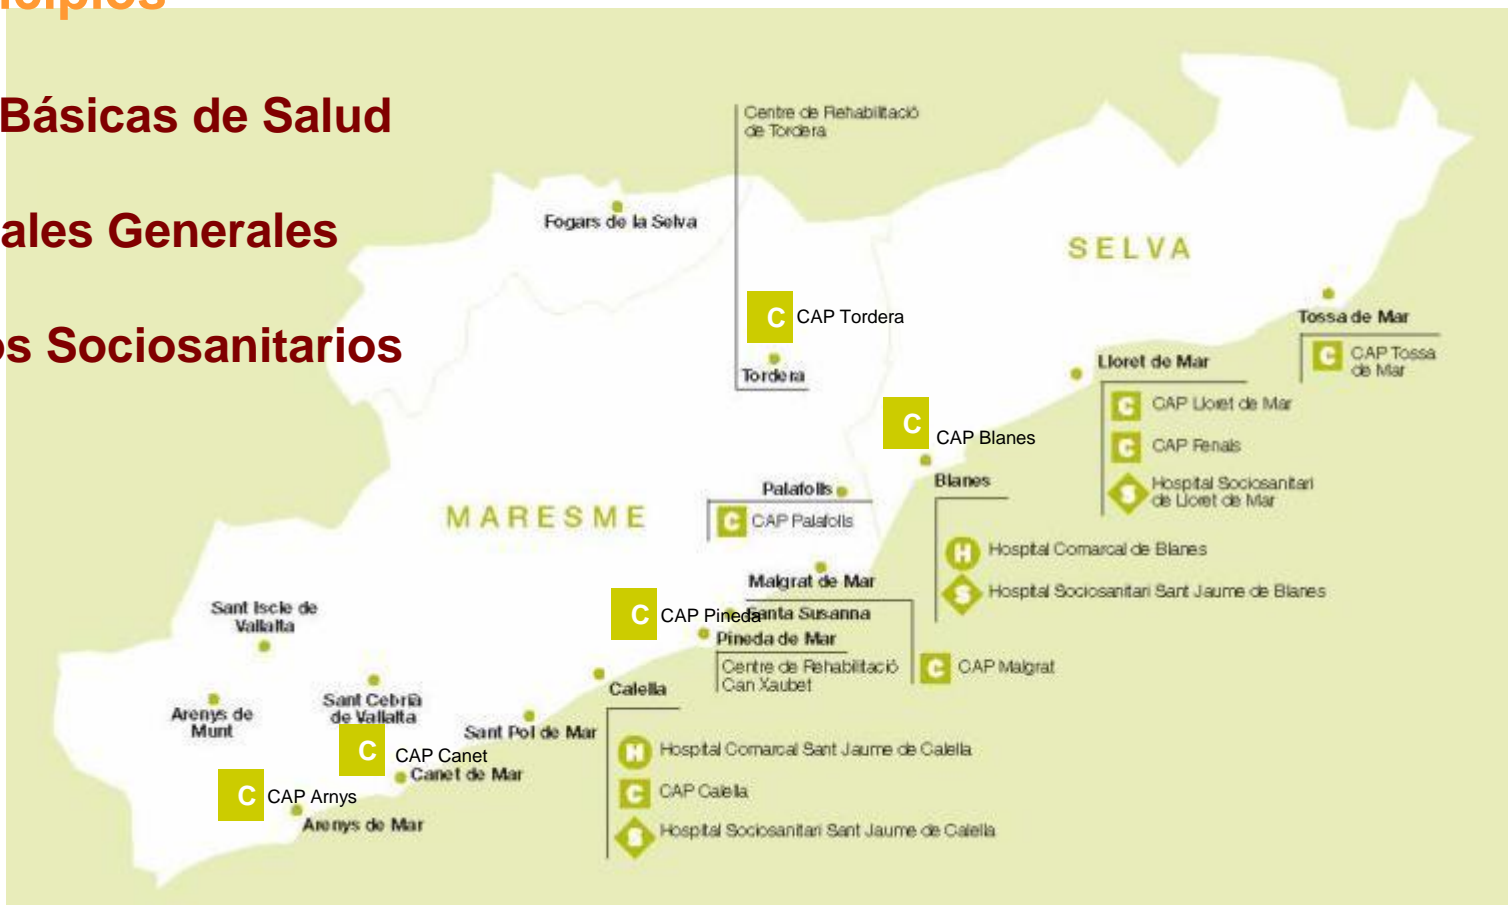 Básicas de Salud
ales Generales
os Sociosanitarios
Centre de Rehabilitació
de Tordera
Fogars de la Selva
SELVA
C CAP Tordera
Tordera
Tossa de Mar
C CAP Tossa
de Mar
Lloret de Mar
C CAP Lloret de Mar
C CAP Fenals
S Hospital Sociosanitari
de Lloret de Mar
C CAP Blanes
Blanes
H Hospital Comarcal de Blanes
S Hospital Sociosanitari Sant Jaume de Blanes
Palafolls
C CAP Palafolls
MARESME
Malgrat de Mar
C CAP Malgrat
C CAP Pineda
Santa Susanna
Pineda de Mar
Centre de Rehabilitació
Can Xaubet
Sant Iscle de
Vallalta
Arenys de
Munt
Sant Cebrià
de Vallalta
Sant Pol de Mar
Calella
H Hospital Comarcal Sant Jaume de Calella
C CAP Calella
S Hospital Sociosanitari Sant Jaume de Calella
C CAP Canet
Canet de Mar
C CAP Arnys
Arenys de Mar